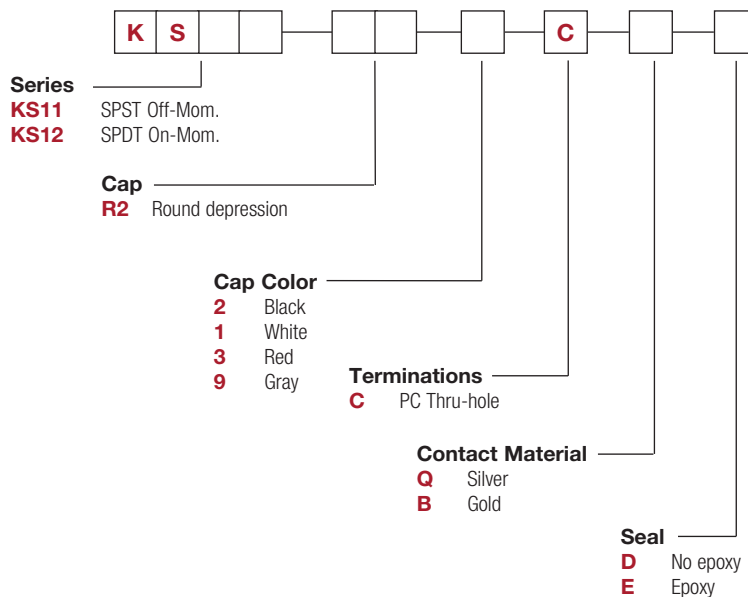 K S C
Series
KS11 SPST Off-Mom.
KS12 SPDT On-Mom.
Cap
R2 Round depression
Cap Color
2 Black
1 White
3 Red
9 Gray
Terminations
C PC Thru-hole
Contact Material
Q Silver
B Gold
Seal
D No epoxy
E Epoxy